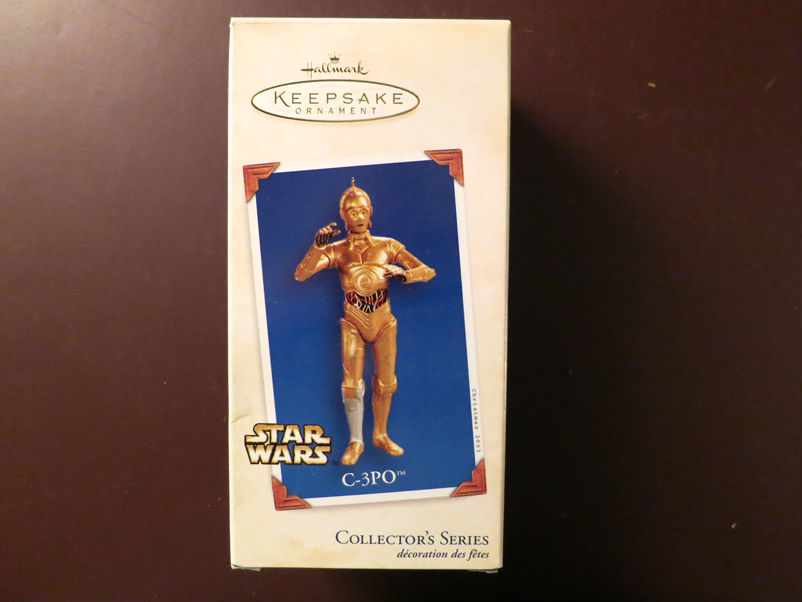 Hallmark
KEEPSAKE
ORNAMENT
Christmas 2003
STAR
WARS
C-3PO™
COLLECTOR'S SERIES
décoration des fêtes